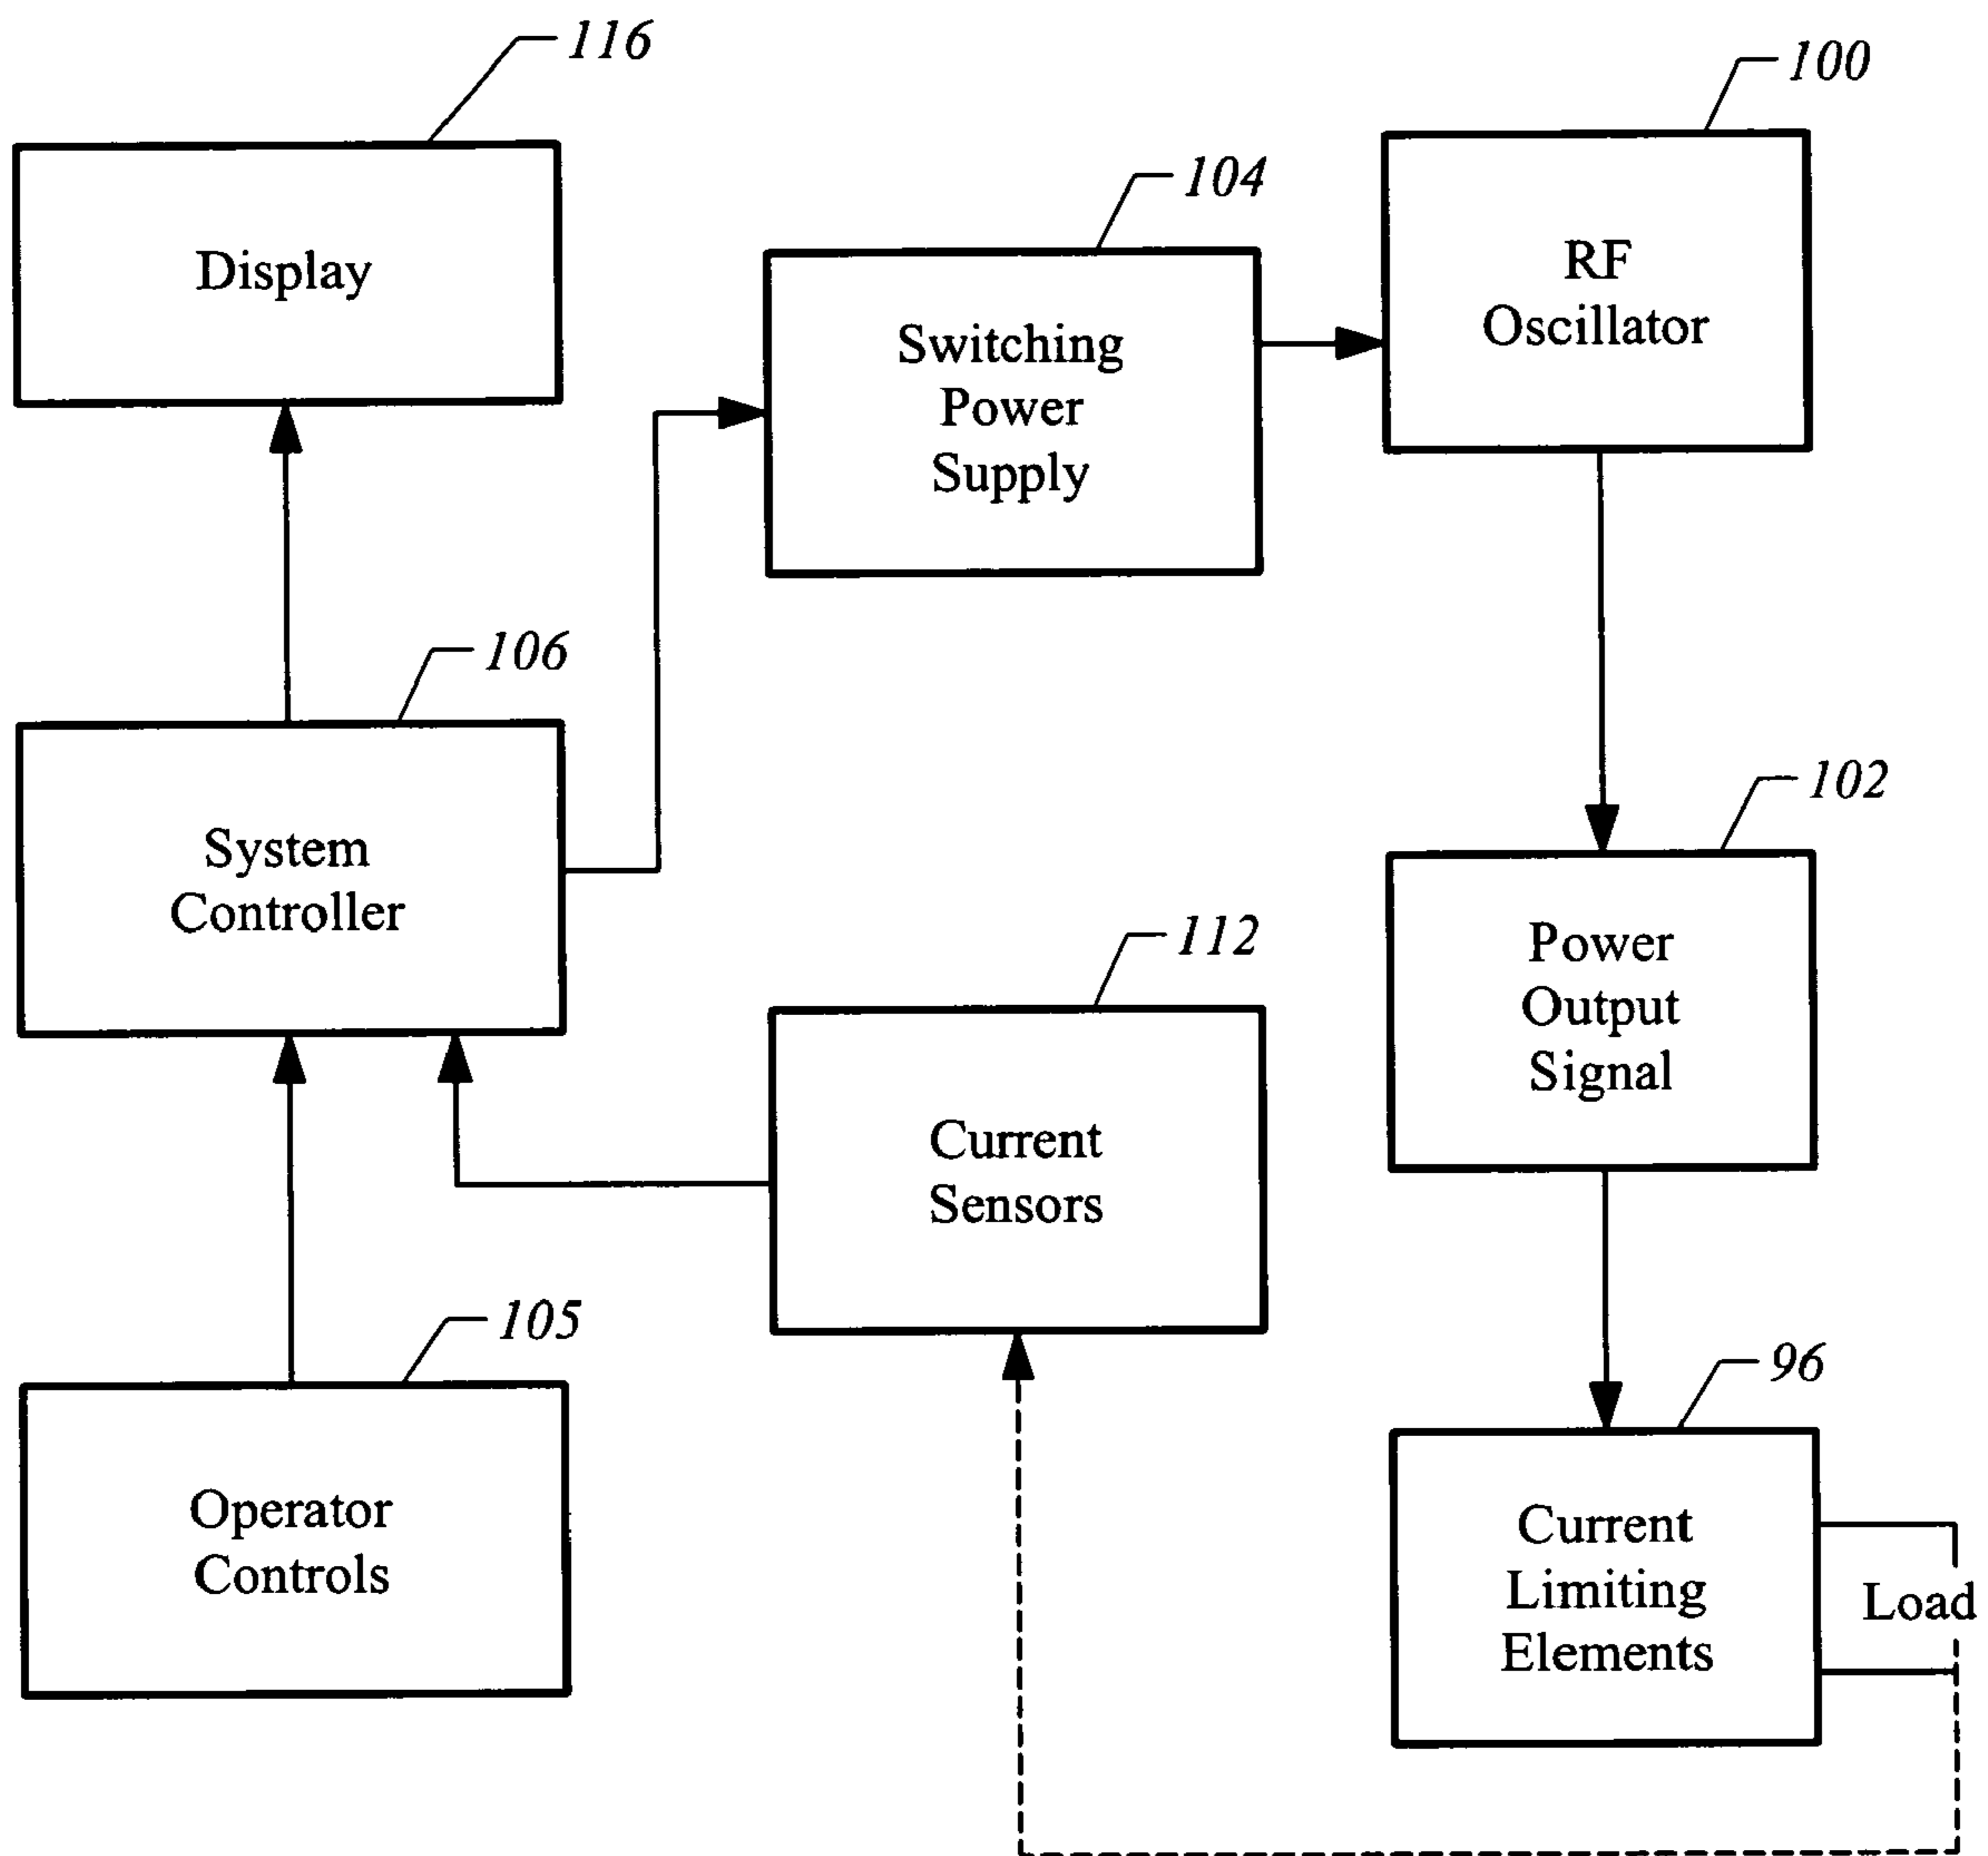 116
Display
104
Switching
Power
Supply
100
RF
Oscillator
106
System
Controller
102
Power
Output
Signal
112
Current
Sensors
105
Operator
Controls
96
Current
Limiting
Elements
Load